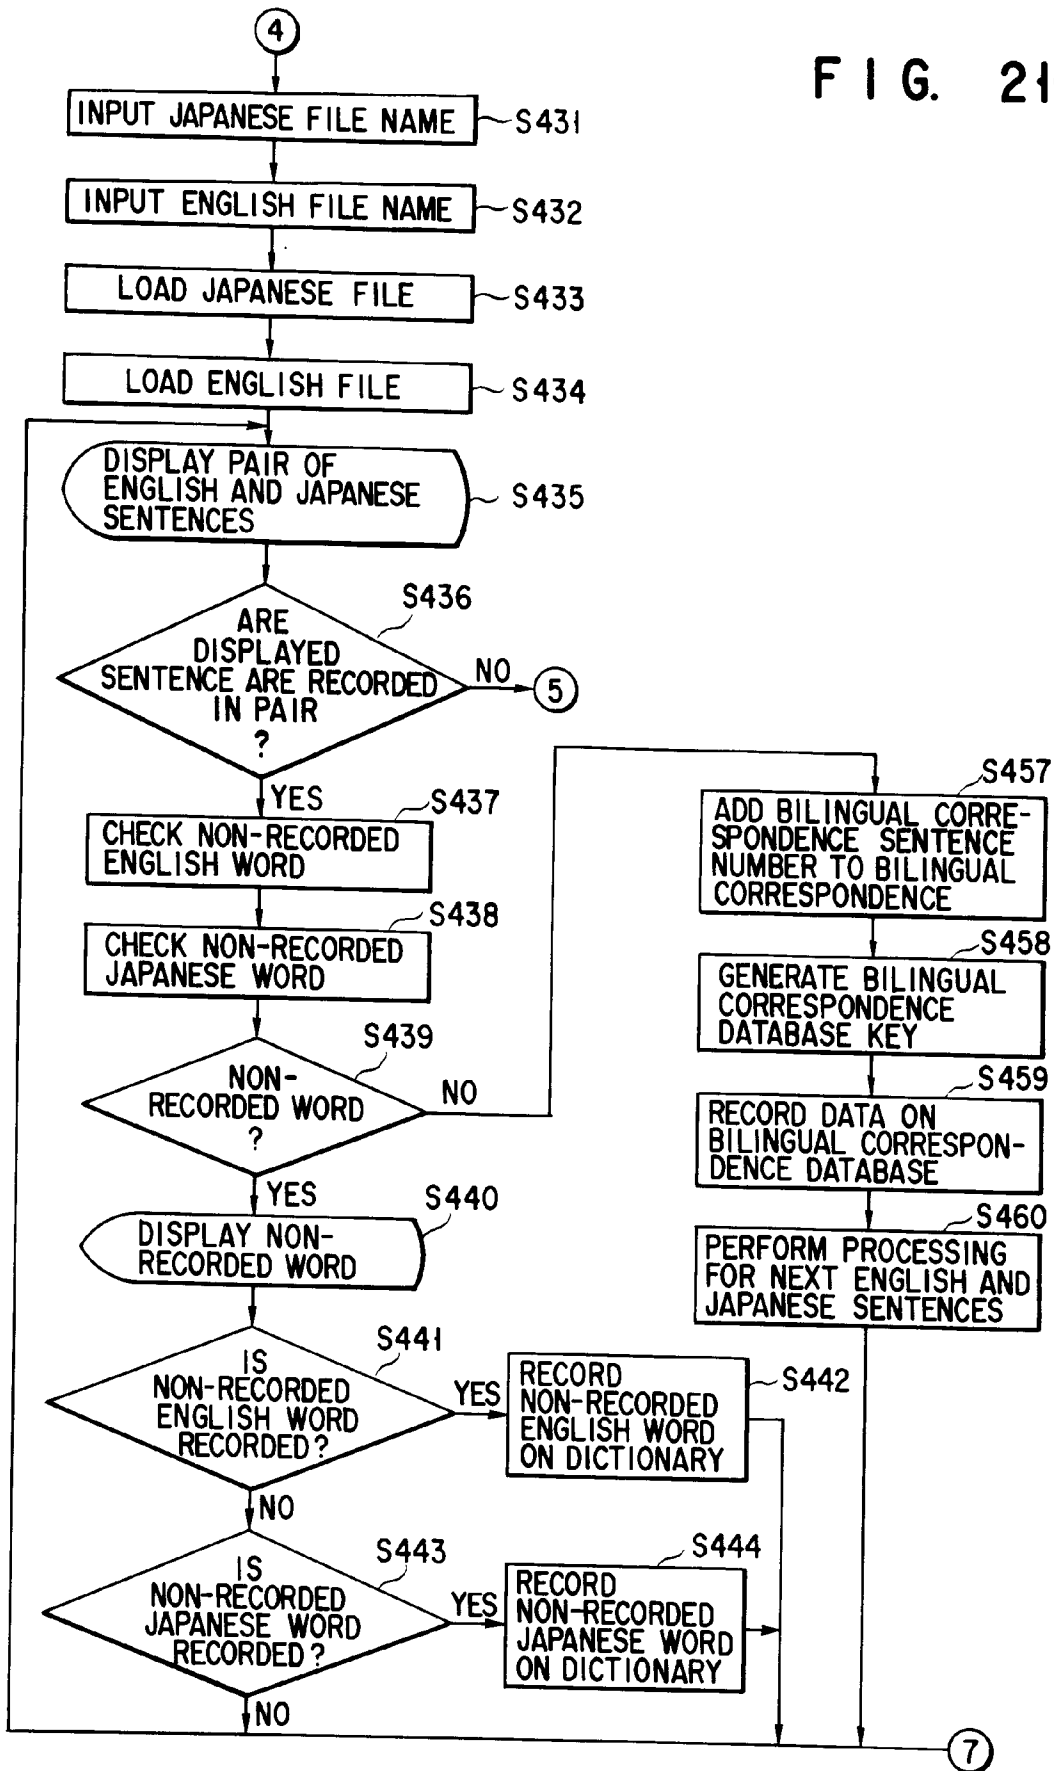 4
FIG. 21
INPUT JAPANESE FILE NAME
S431
INPUT ENGLISH FILE NAME
S432
LOAD JAPANESE FILE
S433
LOAD ENGLISH FILE
S434
DISPLAY PAIR OF
ENGLISH AND JAPANESE
SENTENCES
S435
S436
ARE
DISPLAYED
SENTENCE ARE RECORDED
IN PAIR
?
NO
5
YES
S437
CHECK NON-RECORDED
ENGLISH WORD
S438
CHECK NON-RECORDED
JAPANESE WORD
S439
NON-
RECORDED WORD
?
NO
YES
S440
DISPLAY NON-
RECORDED WORD
S441
IS
NON-RECORDED
ENGLISH WORD
RECORDED?
YES
RECORD
NON-RECORDED
ENGLISH WORD
ON DICTIONARY
S442
NO
S443
IS
NON-RECORDED
JAPANESE WORD
RECORDED?
YES
S444
RECORD
NON-RECORDED
JAPANESE WORD
ON DICTIONARY
NO
S457
ADD BILINGUAL CORRE-
SPONDENCE SENTENCE
NUMBER TO BILINGUAL
CORRESPONDENCE
S458
GENERATE BILINGUAL
CORRESPONDENCE
DATABASE KEY
S459
RECORD DATA ON
BILINGUAL CORRESPON-
DENCE DATABASE
S460
PERFORM PROCESSING
FOR NEXT ENGLISH AND
JAPANESE SENTENCES
7